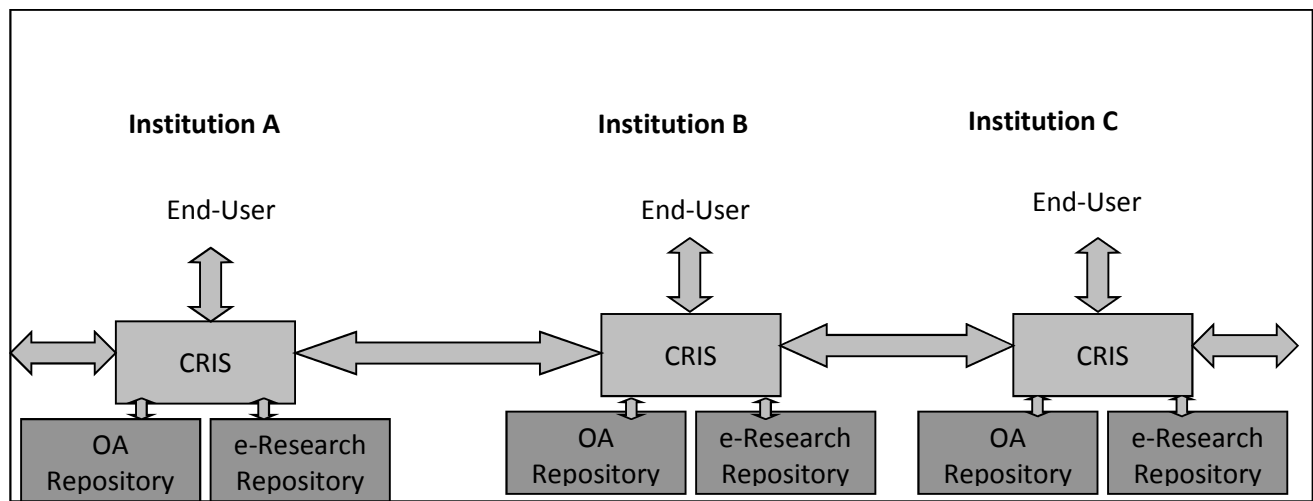 Institution A
Institution B
Institution C
End-User
End-User
End-User
CRIS
CRIS
CRIS
OA
Repository
e-Research
Repository
OA
Repository
e-Research
Repository
OA
Repository
e-Research
Repository